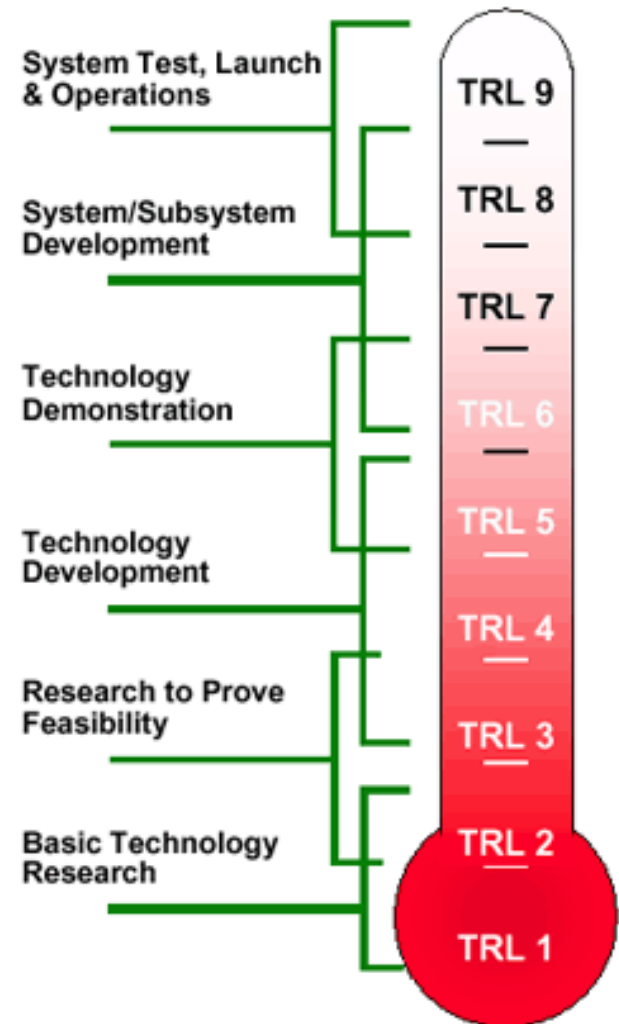 System Test, Launch
& Operations
System/Subsystem
Development
Technology
Demonstration
Technology
Development
Research to Prove
Feasibility
Basic Technology
Research
TRL 9
TRL 8
TRL 7
TRL 6
TRL 5
TRL 4
TRL 3
TRL 2
TRL 1